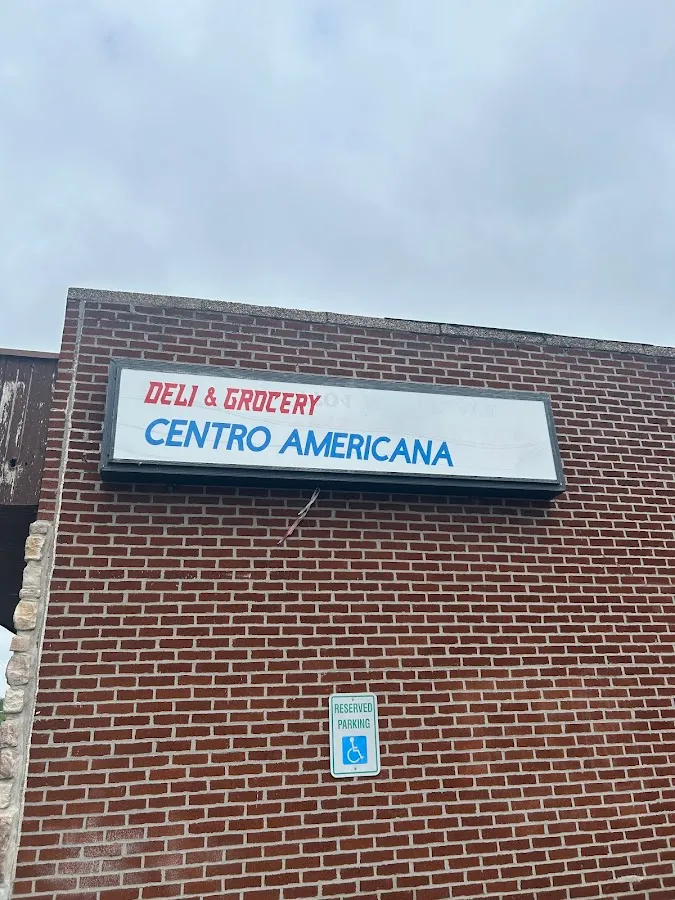 DELI & GROCERY
CENTRO AMERICANA
RESERVED
PARKING